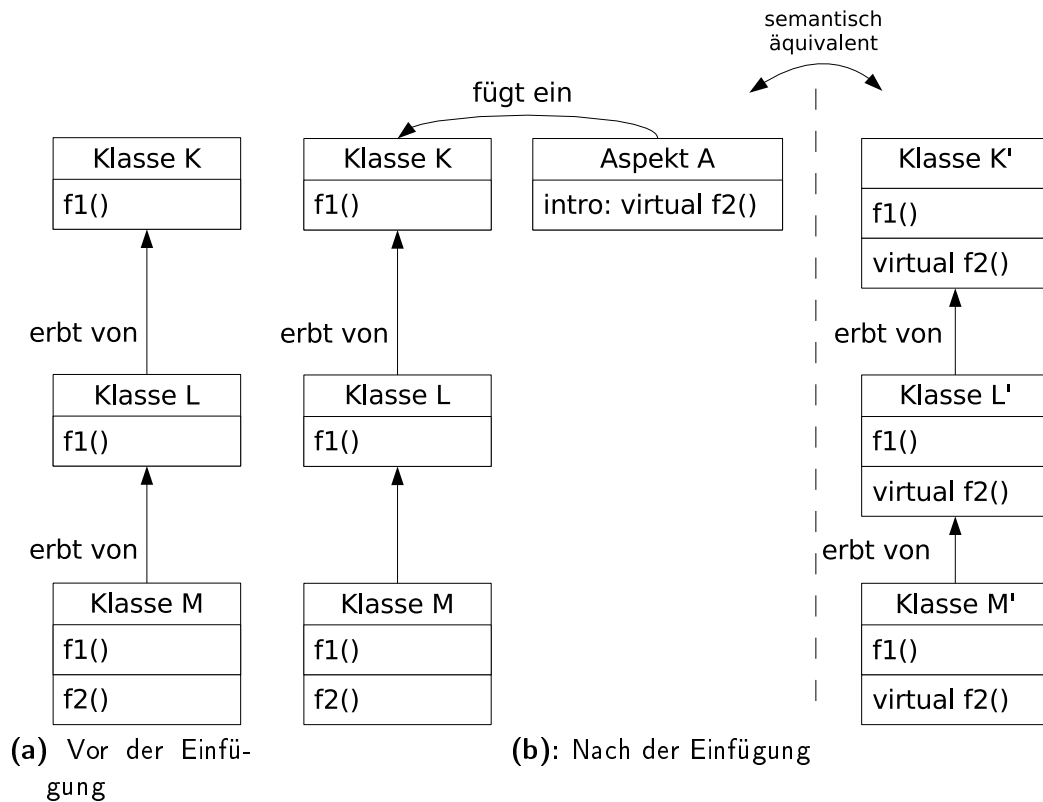 semantisch
äquivalent
fügt ein
Klasse K
f1()
erbt von
Klasse L
f1()
erbt von
Klasse M
f1()
f2()
Klasse K
f1()
erbt von
Klasse L
f1()
Klasse M
f1()
f2()
Aspekt A
intro: virtual f2()
Klasse K'
f1()
virtual f2()
erbt von
Klasse L'
f1()
virtual f2()
erbt von
Klasse M'
f1()
virtual f2()
(a) Vor der Einfü-
gung
(b): Nach der Einfügung